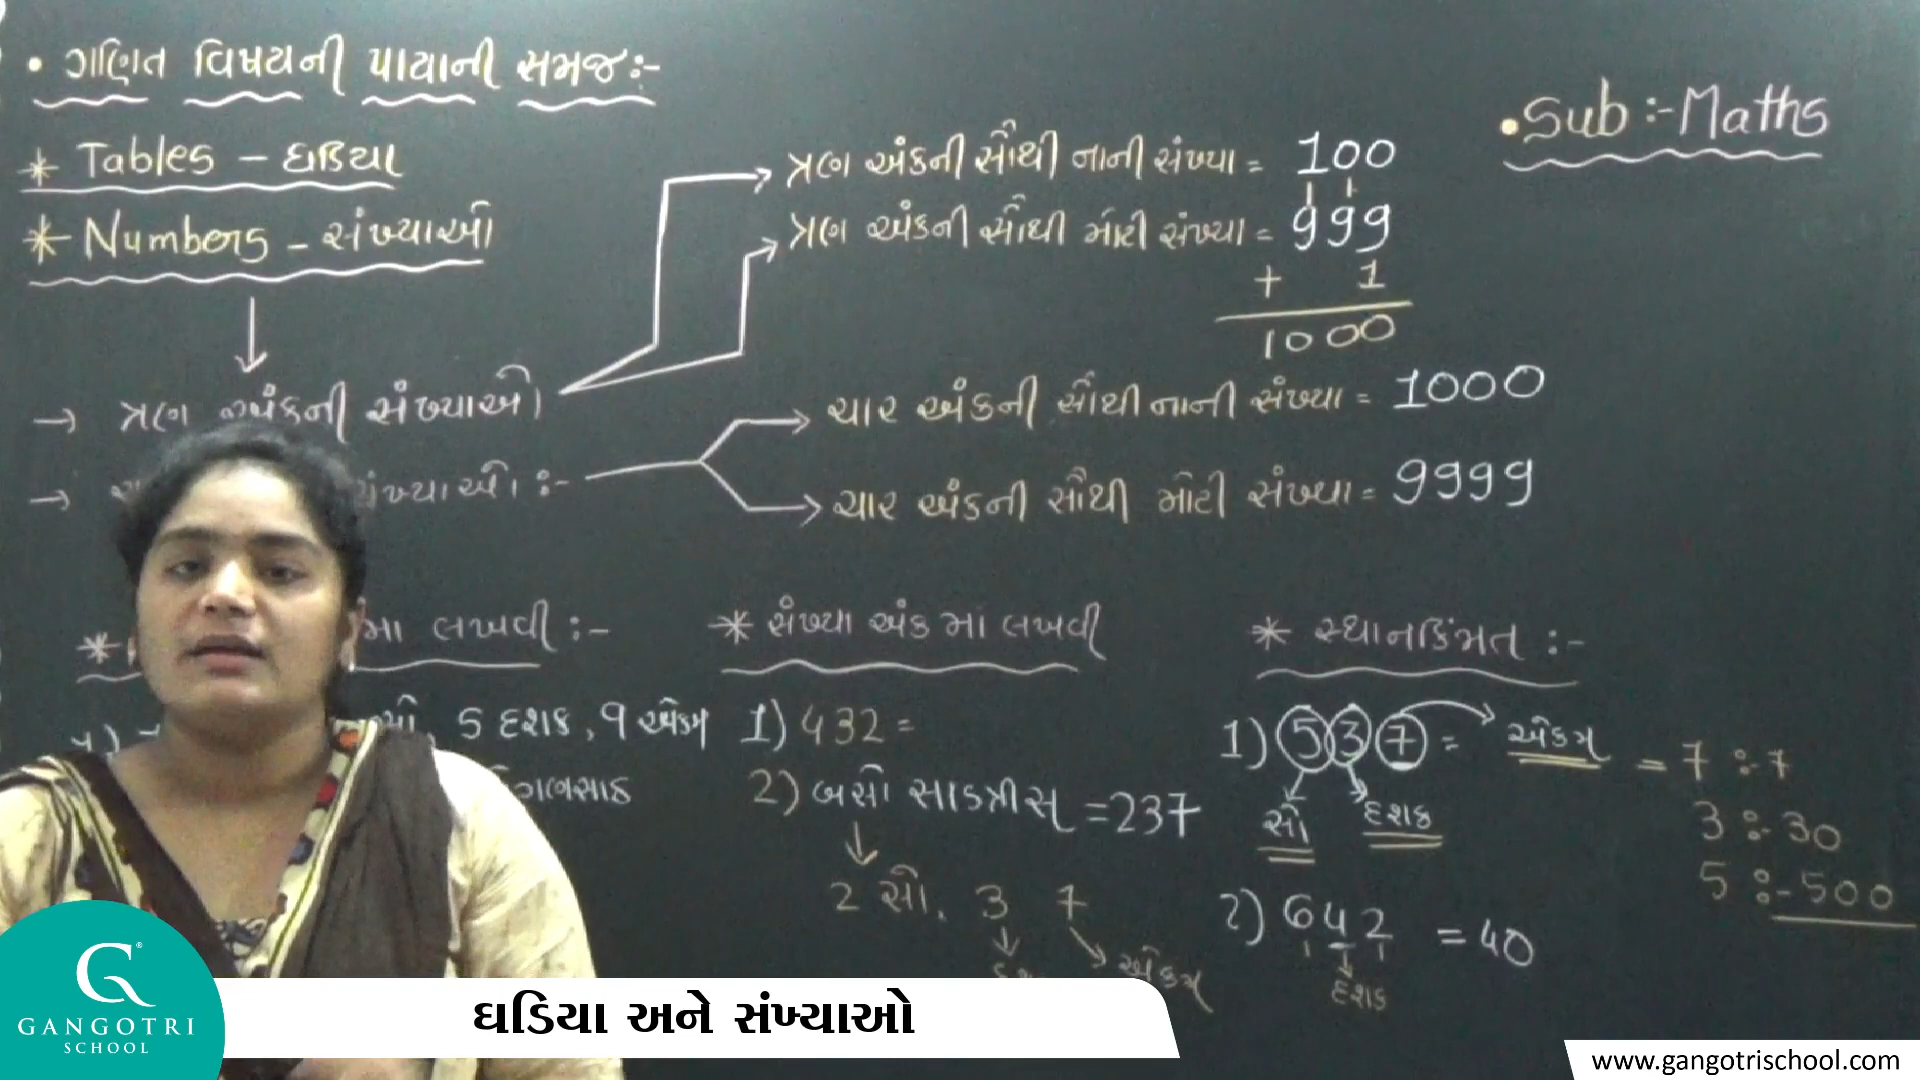 • ગણિત વિષયની પાયાની સમજ :-
• Sub :- Maths
* Tables - ઘડિયા
* Numbers - સંખ્યાઓ
ત્રણ અંકની સૌથી નાની સંખ્યા = 100
ત્રણ અંકની સૌથી મોટી સંખ્યા = 999
+ 1
1000
→ ત્રણ અંકની સંખ્યાઓ
ચાર અંકની સૌથી નાની સંખ્યા = 1000
→ સંખ્યાઓ :-
ચાર અંકની સૌથી મોટી સંખ્યા = 9999
* માં લખવી :-
સો, 5 દશક, 9 એકમ
* સંખ્યા અંક માં લખવી
1) 432 =
2) બસો સાડત્રીસ = 237
2 સો. 3 7
એકમ
* સ્થાનકિંમત :-
1) 537 = એકમ = 7 :- 7
સો દશક 3 :- 30
5 :- 500
2) 642 = 40
દશક
GANGOTRI
SCHOOL
ઘડિયા અને સંખ્યાઓ
www.gangotrischool.com